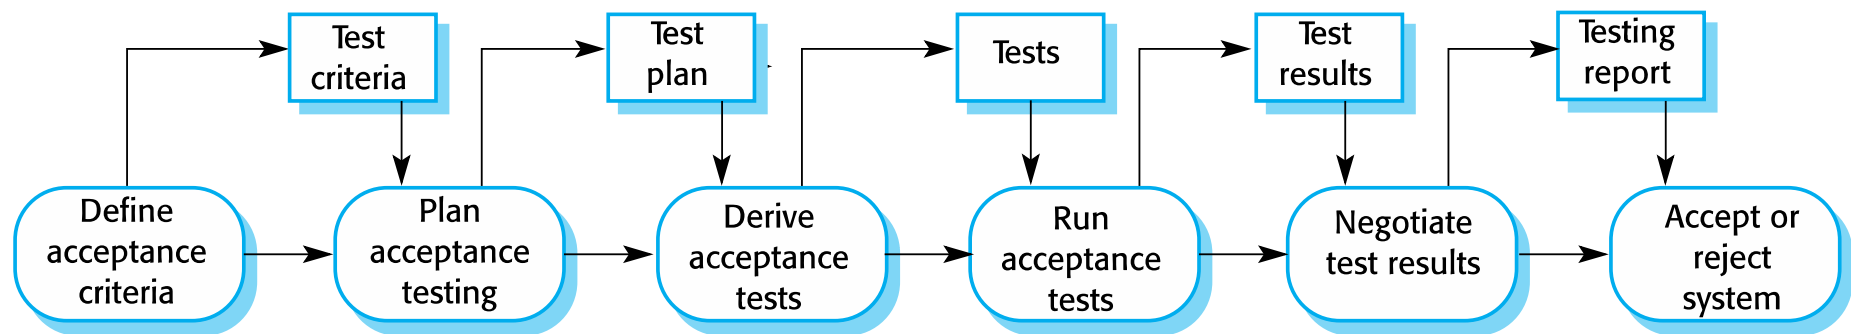 Test
criteria
Test
plan
Tests
Test
results
Testing
report
Define
acceptance
criteria
Plan
acceptance
testing
Derive
acceptance
tests
Run
acceptance
tests
Negotiate
test results
Accept or
reject
system